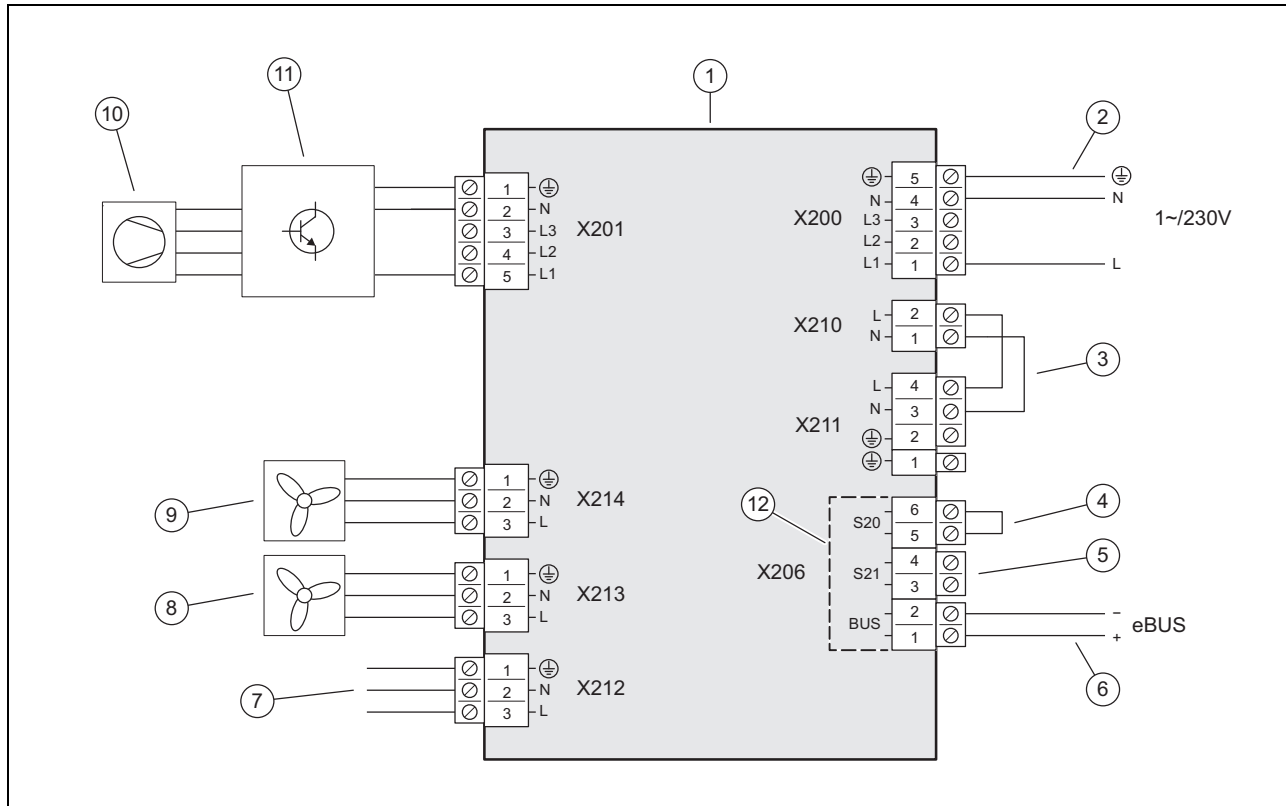 11
1
10
2
X201
1
2 N
3 L3
4 L2
5 L1
X200
5
N 4
L3 3
L2 2
L1 1
N
1~/230V
L
X210
L 2
N 1
3
X211
L 4
N 3
2
1
9
X214
1
2 N
3 L
8
X213
1
2 N
3 L
7
X212
1
2 N
3 L
12
X206
S20
6
5
4
S21
4
3
5
BUS
2
1
–
+
eBUS
6